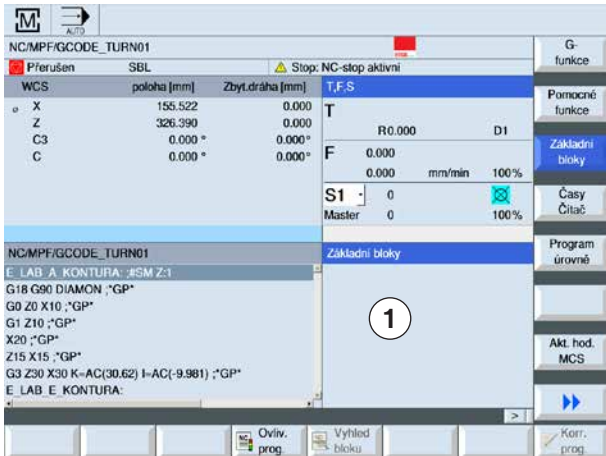 M
AUTO
NC/MPF/GCODE_TURN01
Přerušen SBL Stop: NC-stop aktivní
WCS poloha [mm] Zbyt.dráha [mm] T,F,S
X 155.522 0.000
Z 326.390 0.000
C3 0.000 ° 0.000°
C 0.000 ° 0.000°
T
R0.000 D1
F 0.000
0.000 mm/min 100%
S1 0
Master 0 100%
NC/MPF/GCODE_TURN01
E_LAB_A_KONTURA: ;#SM Z:1
G18 G90 DIAMON ;*GP*
G0 Z0 X10 ;*GP*
G1 Z10 ;*GP*
X20 ;*GP*
Z15 X15 ;*GP*
G3 Z30 X30 K=AC(30.62) I=AC(-9.981) ;*GP*
E_LAB_E_KONTURA:
Základní bloky
1
G-
funkce
Pomocné
funkce
Základní
bloky
Časy
Čítač
Program
úrovně
Akt. hod.
MCS
>
NC
Ovliv.
prog.
NC
Vyhled
bloku
Korr.
prog.